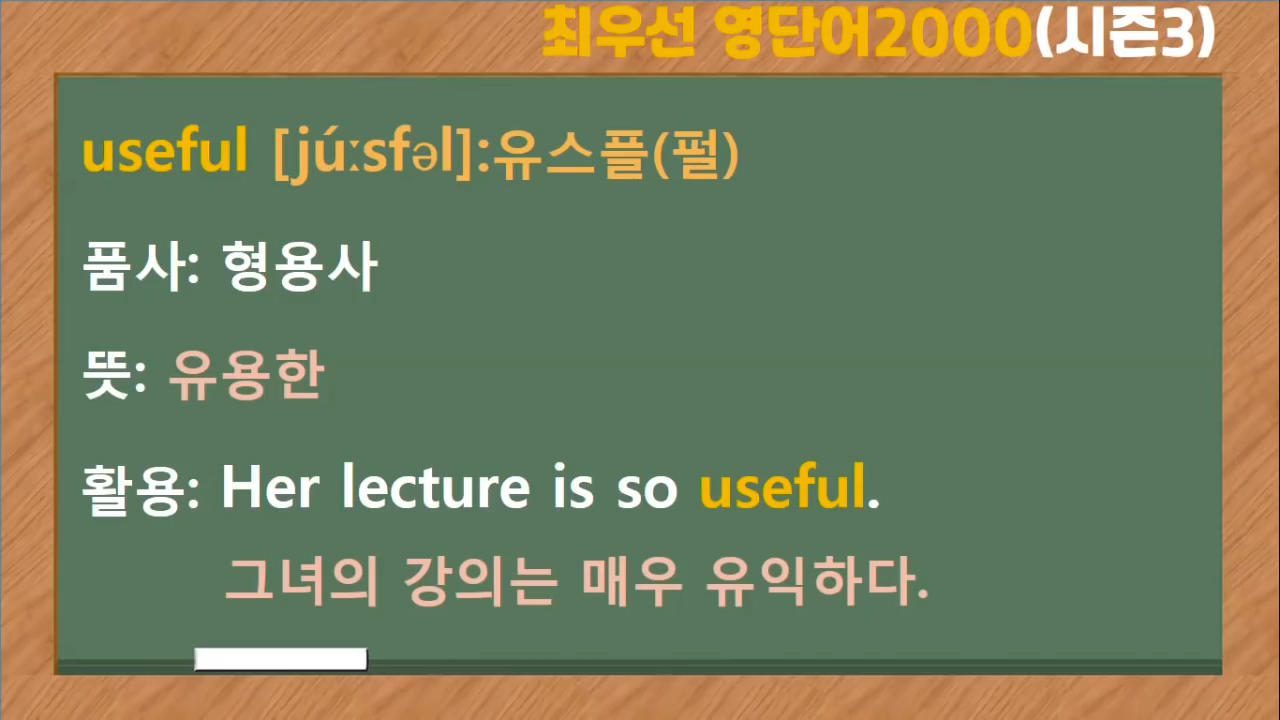 최우선 영단어2000(시즌3)
useful [júːsfəl]:유스플(펄)
품사: 형용사
뜻: 유용한
활용: Her lecture is so useful.
그녀의 강의는 매우 유익하다.